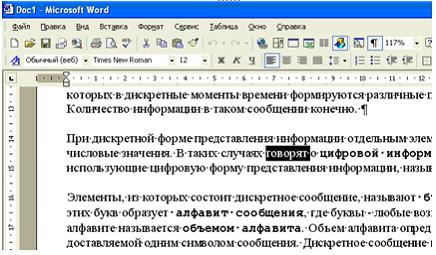 Doc1 - Microsoft Word
Файл Правка Вид Вставка Формат Сервис Таблица Окно Справка
117%
Обычный (веб) Times New Roman 12 Ж К Ч
которых·в·дискретные·моменты·времени·формируются·различные·п
Количество·информации·в·таком·сообщении·конечно.·¶
При·дискретной·форме·представления·информации·отдельным·элем
числовые·значения.·В·таких·случаях·говорят·о·цифровой·информ
использующие·цифровую·форму·представления·информации,·назы
Элементы,·из·которых·состоит·дискретное·сообщение,·называют·б
этих·букв·образует·алфавит·сообщения,·где·буквы·-·любые·воз
алфавите·называется·объемом·алфавита.·Объем·алфавита·опред
доставляемой·одним·символом·сообщения.·Дискретное·сообщение·